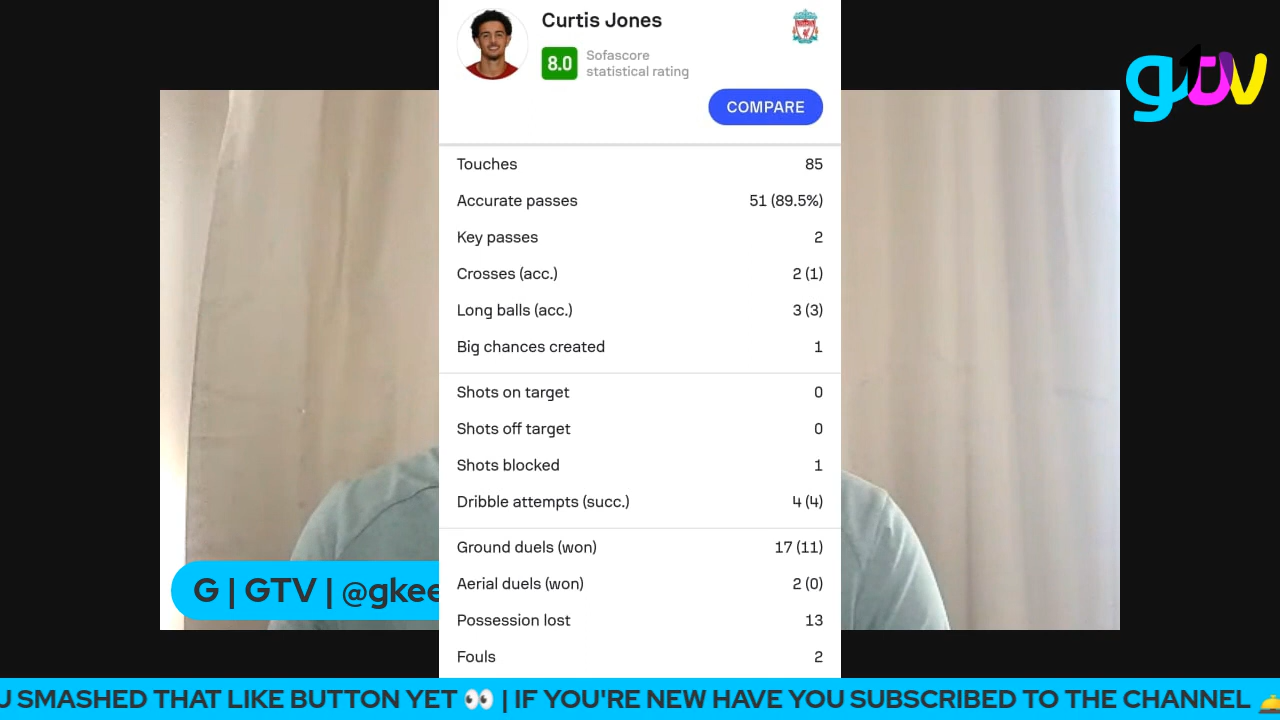 Curtis Jones
8.0
Sofascore
statistical rating
COMPARE
gtv
Touches 85
Accurate passes 51 (89.5%)
Key passes 2
Crosses (acc.) 2 (1)
Long balls (acc.) 3 (3)
Big chances created 1
Shots on target 0
Shots off target 0
Shots blocked 1
Dribble attempts (succ.) 4 (4)
Ground duels (won) 17 (11)
Aerial duels (won) 2 (0)
Possession lost 13
Fouls 2
G | GTV | @gkee
U SMASHED THAT LIKE BUTTON YET 👀 | IF YOU'RE NEW HAVE YOU SUBSCRIBED TO THE CHANNEL 🛎️